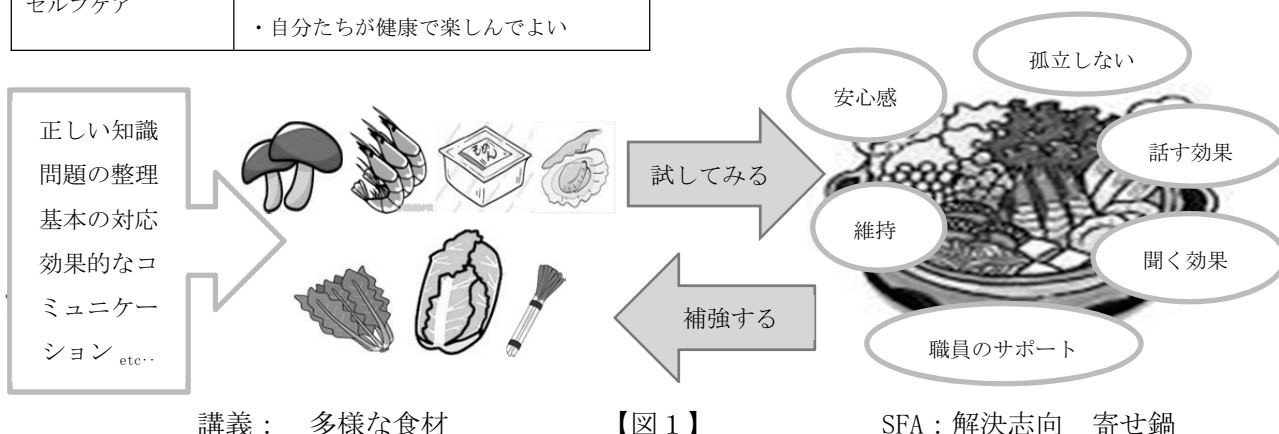 セルフケア
・自分たちが健康で楽しんでよい
正しい知識
問題の整理
基本の対応
効果的なコ
ミュニケー
ション etc‥
試してみる
補強する
孤立しない
安心感
話す効果
維持
聞く効果
職員のサポート
講義： 多様な食材
【図１】
SFA：解決志向 寄せ鍋